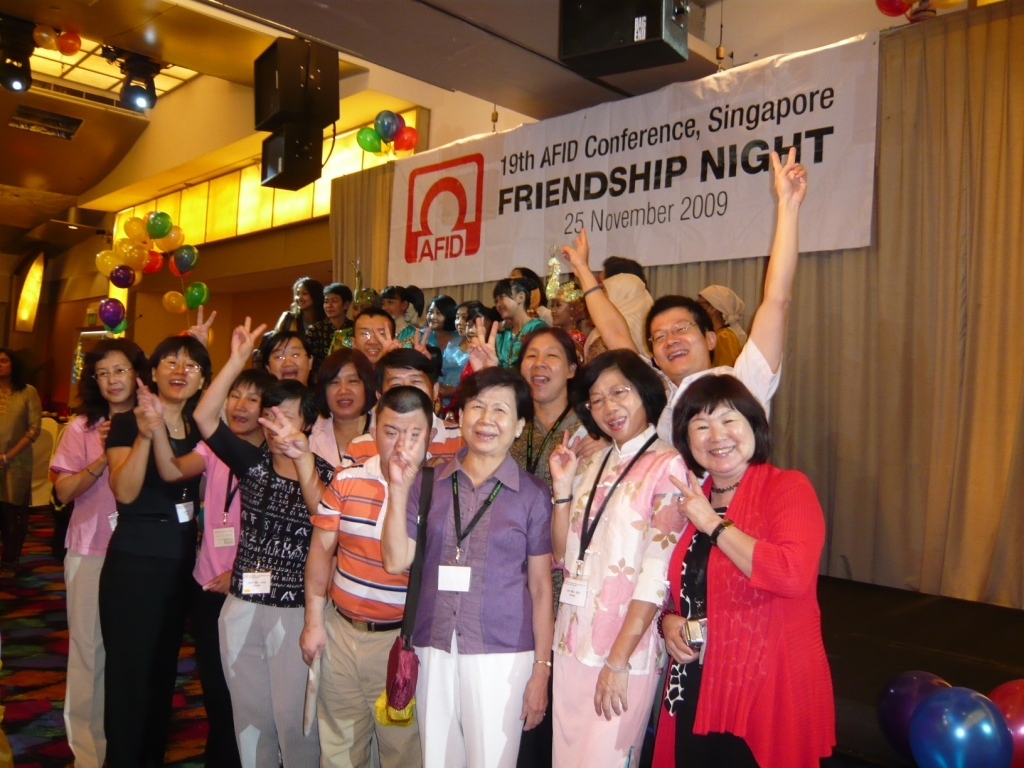 19th AFID Conference, Singapore
FRIENDSHIP NIGHT
25 November 2009
AFID